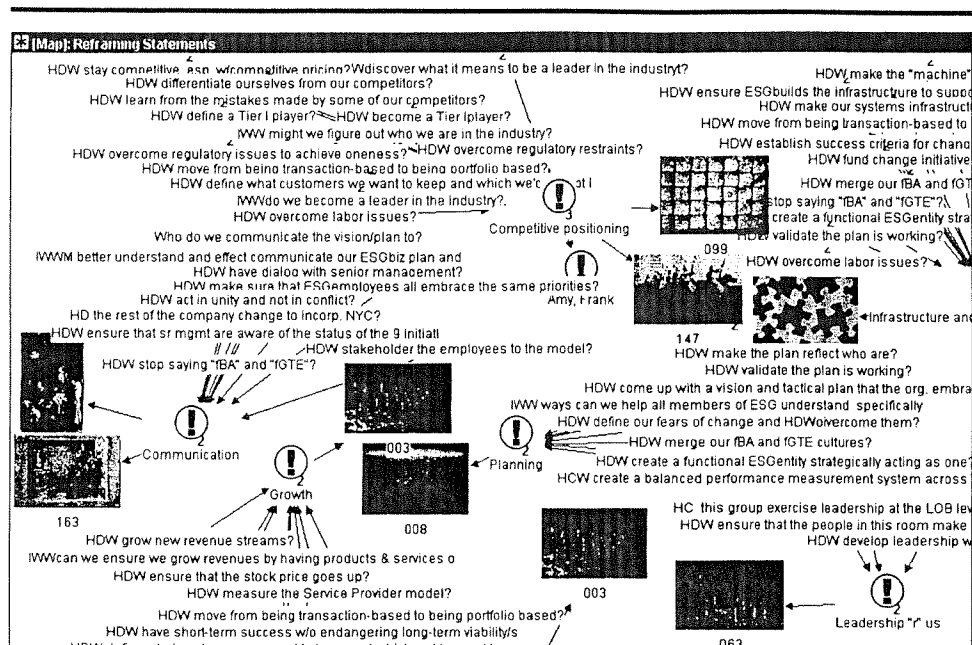 [Map]: Reframing Statements
HDW stay competitive, esp. w/competitive pricing?
Wdiscover what it means to be a leader in the industryt?
HDW differentiate ourselves from our competitors?
HDW learn from the mistakes made by some of our competitors?
HDW define a Tier I player?
HDW become a Tier Iplayer?
IWW might we figure out who we are in the industry?
HDW overcome regulatory issues to achieve oneness?
HDW overcome regulatory restraints?
HDW move from being transaction-based to being portfolio based?
HDW define what customers we want to keep and which we'd
IWWdo we become a leader in the industry?
HDW overcome labor issues?
3
Competitive positioning
Who do we communicate the vision/plan to?
IWWM better understand and effect communicate our ESGbiz plan and
HDW have dialog with senior management?
HDW make sure that ESGemployees all embrace the same priorities?
Amy, Frank
HDW act in unity and not in conflict?
HD the rest of the company change to incorp. NYC?
HDW ensure that sr mgmt are aware of the status of the 9 initiati
HDW stakeholder the employees to the model?
HDW stop saying "fBA" and "fGTE"?
2
Communication
163
003
008
2
Growth
HDW grow new revenue streams?
IWWcan we ensure we grow revenues by having products & services o
HDW ensure that the stock price goes up?
HDW measure the Service Provider model?
HDW move from being transaction-based to being portfolio based?
HDW have short-term success w/o endangering long-term viability/s
HDW make the "machine"
HDW ensure ESGbuilds the infrastructure to suppo
HDW make our systems infrastruct
HDW move from being transaction-based to
HDW establish success criteria for chang
HDW fund change initiative
HDW merge our fBA and fGT
stop saying "fBA" and "fGTE"?
create a functional ESGentity stra
HDW validate the plan is working?
HDW overcome labor issues?
099
147
2
Infrastructure and
HDW make the plan reflect who are?
HDW validate the plan is working?
HDW come up with a vision and tactical plan that the org. embra
IWW ways can we help all members of ESG understand specifically
HDW define our fears of change and HDWoivercome them?
HDW merge our fBA and fGTE cultures?
HDW create a functional ESGentity strategically acting as one?
HCW create a balanced performance measurement system across
2
Planning
HC this group exercise leadership at the LOB lev
HDW ensure that the people in this room make
HDW develop leadership w
003
063
2
Leadership "r" us